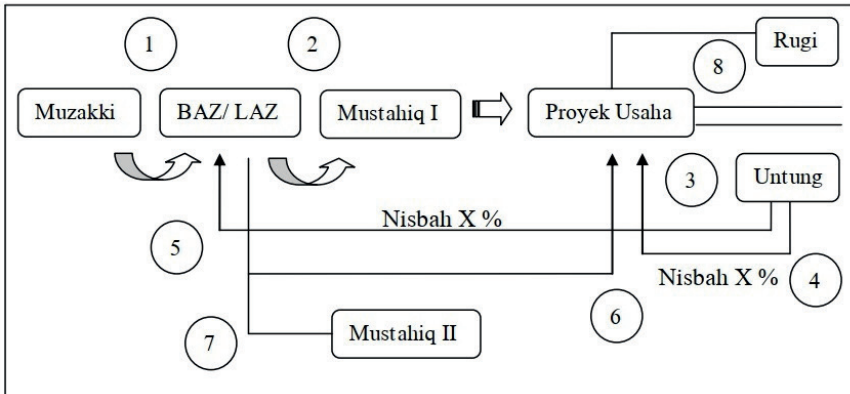 1
2
Rugi
8
Muzakki
BAZ/ LAZ
Mustahiq I
Proyek Usaha
3
Untung
Nisbah X %
5
Nisbah X %
4
6
7
Mustahiq II